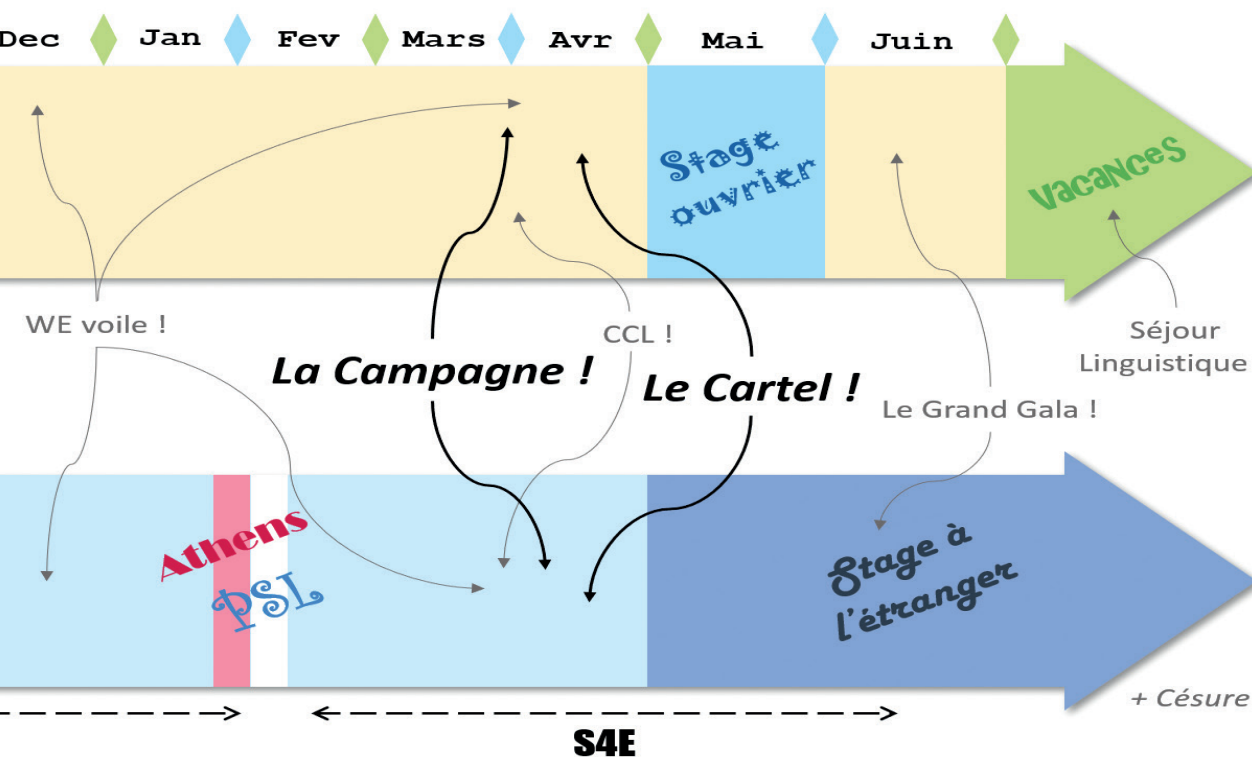 Dec Jan Fev Mars Avr Mai Juin
Stage
ouvrier
vacances
WE voile !
CCL !
Séjour
Linguistique
La Campagne !
Le Cartel !
Le Grand Gala !
Athens
PSL
Stage à
l'étranger
+ Césure
S4E